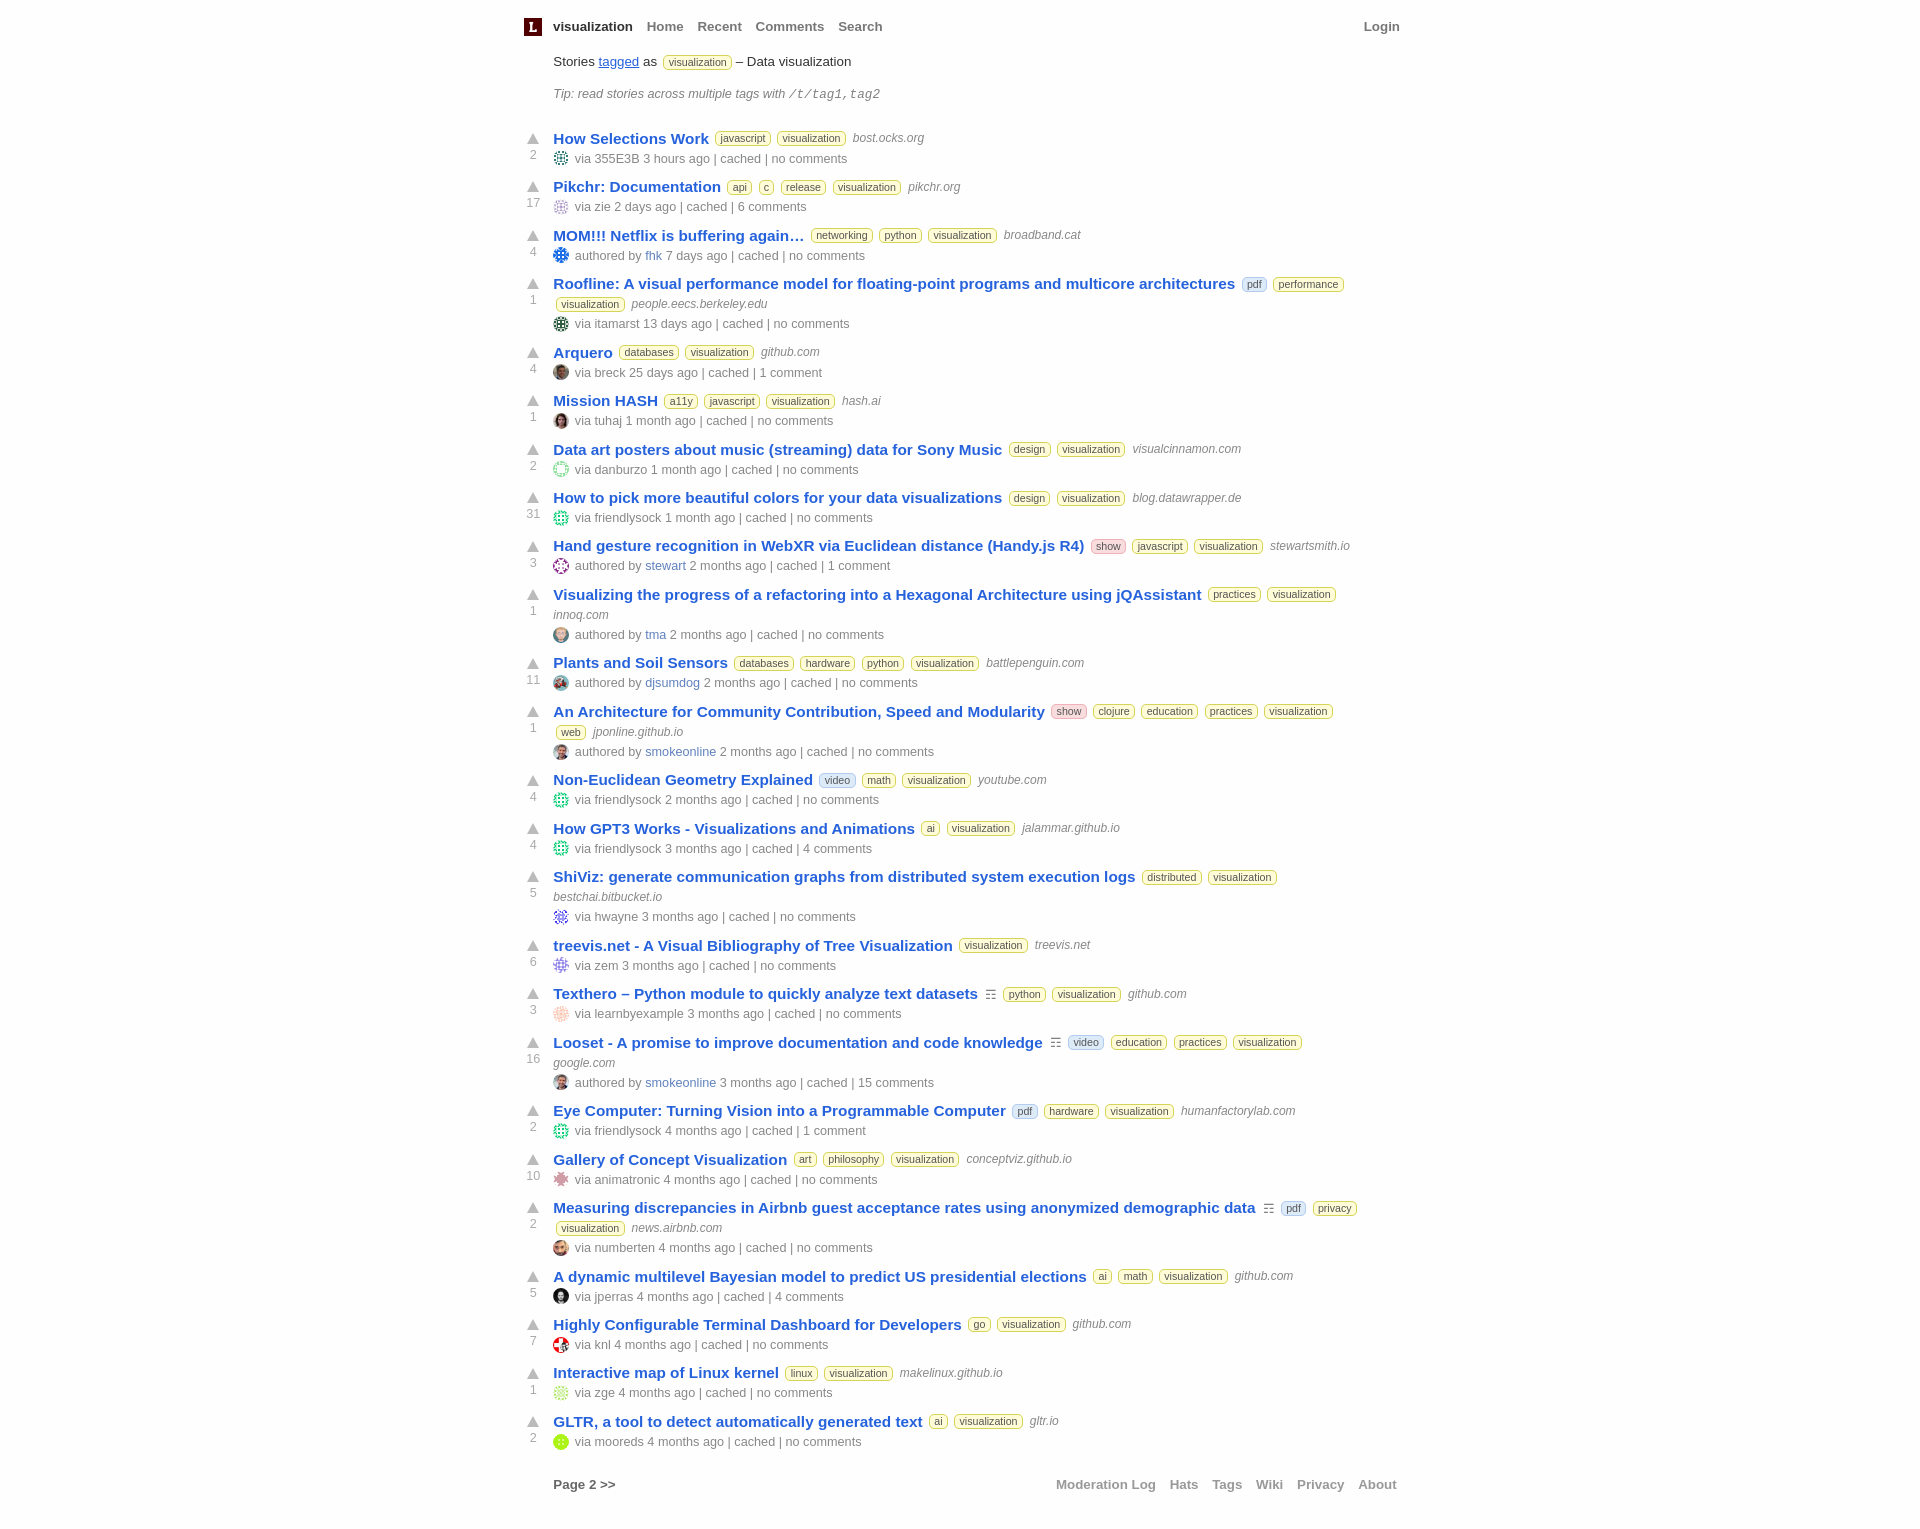 L visualization Home Recent Comments Search Login
Stories tagged as visualization – Data visualization
Tip: read stories across multiple tags with /t/tag1,tag2
How Selections Work javascript visualization bost.ocks.org
2 via 355E3B 3 hours ago | cached | no comments
Pikchr: Documentation api c release visualization pikchr.org
17 via zie 2 days ago | cached | 6 comments
MOM!!! Netflix is buffering again… networking python visualization broadband.cat
4 authored by fhk 7 days ago | cached | no comments
Roofline: A visual performance model for floating-point programs and multicore architectures pdf performance
1 visualization people.eecs.berkeley.edu
via itamarst 13 days ago | cached | no comments
Arquero databases visualization github.com
4 via breck 25 days ago | cached | 1 comment
Mission HASH a11y javascript visualization hash.ai
1 via tuhaj 1 month ago | cached | no comments
Data art posters about music (streaming) data for Sony Music design visualization visualcinnamon.com
2 via danburzo 1 month ago | cached | no comments
How to pick more beautiful colors for your data visualizations design visualization blog.datawrapper.de
31 via friendlysock 1 month ago | cached | no comments
Hand gesture recognition in WebXR via Euclidean distance (Handy.js R4) show javascript visualization stewartsmith.io
3 authored by stewart 2 months ago | cached | 1 comment
Visualizing the progress of a refactoring into a Hexagonal Architecture using jQAssistant practices visualization
1 innoq.com
authored by tma 2 months ago | cached | no comments
Plants and Soil Sensors databases hardware python visualization battlepenguin.com
11 authored by djsumdog 2 months ago | cached | no comments
An Architecture for Community Contribution, Speed and Modularity show clojure education practices visualization
1 web jponline.github.io
authored by smokeonline 2 months ago | cached | no comments
Non-Euclidean Geometry Explained video math visualization youtube.com
4 via friendlysock 2 months ago | cached | no comments
How GPT3 Works - Visualizations and Animations ai visualization jalammar.github.io
4 via friendlysock 3 months ago | cached | 4 comments
ShiViz: generate communication graphs from distributed system execution logs distributed visualization
5 bestchai.bitbucket.io
via hwayne 3 months ago | cached | no comments
treevis.net - A Visual Bibliography of Tree Visualization visualization treevis.net
6 via zem 3 months ago | cached | no comments
Texthero – Python module to quickly analyze text datasets ☶ python visualization github.com
3 via learnbyexample 3 months ago | cached | no comments
Looset - A promise to improve documentation and code knowledge ☶ video education practices visualization
16 google.com
authored by smokeonline 3 months ago | cached | 15 comments
Eye Computer: Turning Vision into a Programmable Computer pdf hardware visualization humanfactorylab.com
2 via friendlysock 4 months ago | cached | 1 comment
Gallery of Concept Visualization art philosophy visualization conceptviz.github.io
10 via animatronic 4 months ago | cached | no comments
Measuring discrepancies in Airbnb guest acceptance rates using anonymized demographic data ☶ pdf privacy
2 visualization news.airbnb.com
via numberten 4 months ago | cached | no comments
A dynamic multilevel Bayesian model to predict US presidential elections ai math visualization github.com
5 via jperras 4 months ago | cached | 4 comments
Highly Configurable Terminal Dashboard for Developers go visualization github.com
7 via knl 4 months ago | cached | no comments
Interactive map of Linux kernel linux visualization makelinux.github.io
1 via zge 4 months ago | cached | no comments
GLTR, a tool to detect automatically generated text ai visualization gltr.io
2 via mooreds 4 months ago | cached | no comments
Page 2 >> Moderation Log Hats Tags Wiki Privacy About